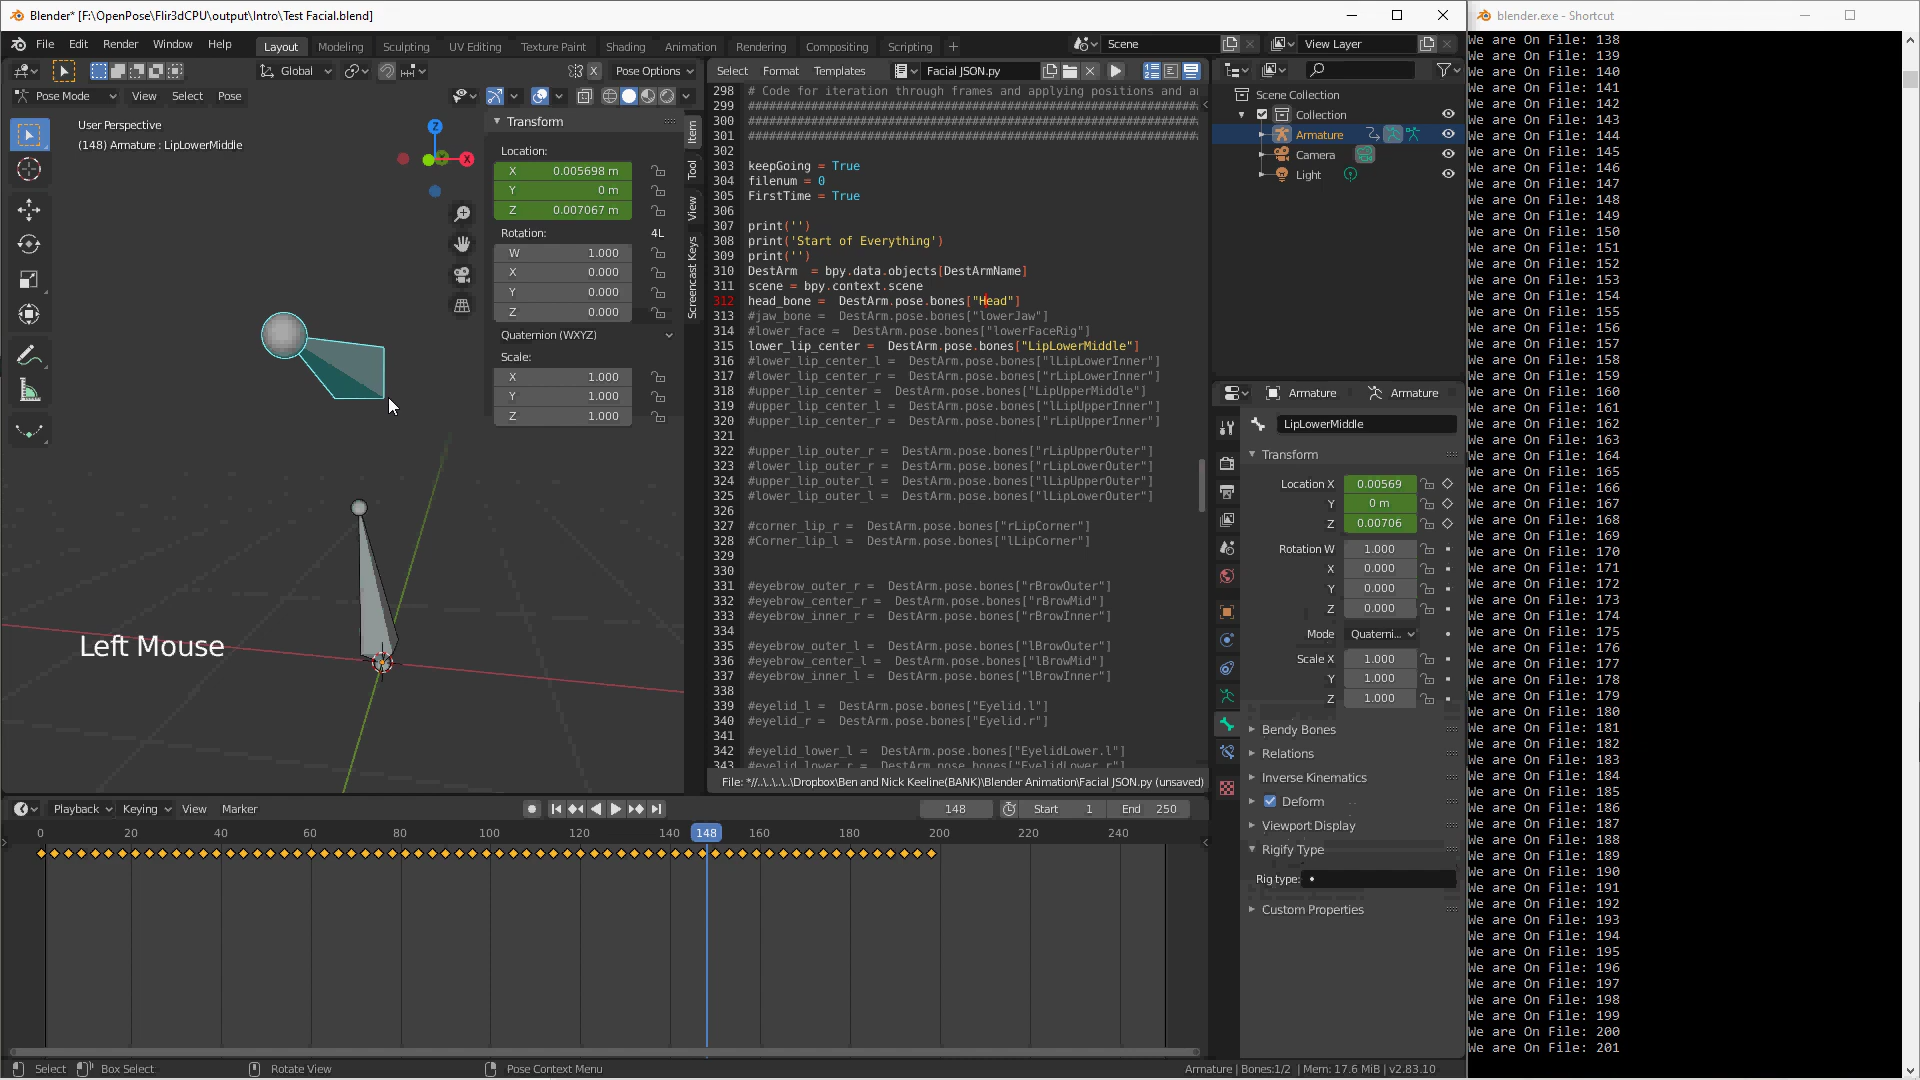 Blender* [F:\OpenPose\Flir3dCPU\output\Intro\Test Facial.blend]
File Edit Render Window Help
Layout Modeling Sculpting UV Editing Texture Paint Shading Animation Rendering Compositing Scripting +
Scene View Layer
Global X Pose Options
Pose Mode View Select Pose
User Perspective
(148) Armature : LipLowerMiddle
Z
X
Left Mouse
Transform
Location:
X 0.005698 m
Y 0 m
Z 0.007067 m
Rotation: 4L
W 1.000
X 0.000
Y 0.000
Z 0.000
Quaternion (WXYZ)
Scale:
X 1.000
Y 1.000
Z 1.000
Item
Tool
View
Screencast Keys
Select Format Templates Facial JSON.py
298 # Code for iteration through frames and applying positions and a
299 ##################################################################
300 ##################################################################
301 ##################################################################
302
303 keepGoing = True
304 filenum = 0
305 FirstTime = True
306
307 print('')
308 print('Start of Everything')
309 print('')
310 DestArm  = bpy.data.objects[DestArmName]
311 scene = bpy.context.scene
312 head_bone =  DestArm.pose.bones["Head"]
313 #jaw_bone =  DestArm.pose.bones["lowerJaw"]
314 #lower_face =  DestArm.pose.bones["lowerFaceRig"]
315 lower_lip_center =  DestArm.pose.bones["LipLowerMiddle"]
316 #lower_lip_center_l =  DestArm.pose.bones["lLipLowerInner"]
317 #lower_lip_center_r =  DestArm.pose.bones["rLipLowerInner"]
318 #upper_lip_center =  DestArm.pose.bones["LipUpperMiddle"]
319 #upper_lip_center_l =  DestArm.pose.bones["lLipUpperInner"]
320 #upper_lip_center_r =  DestArm.pose.bones["rLipUpperInner"]
321
322 #upper_lip_outer_r =  DestArm.pose.bones["rLipUpperOuter"]
323 #lower_lip_outer_r =  DestArm.pose.bones["rLipLowerOuter"]
324 #upper_lip_outer_l =  DestArm.pose.bones["lLipUpperOuter"]
325 #lower_lip_outer_l =  DestArm.pose.bones["lLipLowerOuter"]
326
327 #corner_lip_r =  DestArm.pose.bones["rLipCorner"]
328 #Corner_lip_l =  DestArm.pose.bones["lLipCorner"]
329
330
331 #eyebrow_outer_r =  DestArm.pose.bones["rBrowOuter"]
332 #eyebrow_center_r =  DestArm.pose.bones["rBrowMid"]
333 #eyebrow_inner_r =  DestArm.pose.bones["rBrowInner"]
334
335 #eyebrow_outer_l =  DestArm.pose.bones["lBrowOuter"]
336 #eyebrow_center_l =  DestArm.pose.bones["lBrowMid"]
337 #eyebrow_inner_l =  DestArm.pose.bones["lBrowInner"]
338
339 #eyelid_l =  DestArm.pose.bones["Eyelid.l"]
340 #eyelid_r =  DestArm.pose.bones["Eyelid.r"]
341
342 #eyelid_lower_l =  DestArm.pose.bones["EyelidLower.l"]
343 #eyelid_lower_r =  DestArm.pose.bones["EyelidLower.r"]
File: *//..\..\..\..\Dropbox\Ben and Nick Keeline(BANK)\Blender Animation\Facial JSON.py (unsaved)
Scene Collection
Collection
Armature
Camera
Light
Armature Armature
LipLowerMiddle
Transform
Location X 0.00569
Y 0 m
Z 0.00706
Rotation W 1.000
X 0.000
Y 0.000
Z 0.000
Mode Quaterni...
Scale X 1.000
Y 1.000
Z 1.000
Bendy Bones
Relations
Inverse Kinematics
Deform
Viewport Display
Rigify Type
Rig type:
Custom Properties
Playback Keying View Marker 148 Start 1 End 250
0 20 40 60 80 100 120 140 148 160 180 200 220 240
Select Box Select Rotate View Pose Context Menu Armature | Bones:1/2 | Mem: 17.6 MiB | v2.83.10
blender.exe - Shortcut
We are On File: 138
We are On File: 139
We are On File: 140
We are On File: 141
We are On File: 142
We are On File: 143
We are On File: 144
We are On File: 145
We are On File: 146
We are On File: 147
We are On File: 148
We are On File: 149
We are On File: 150
We are On File: 151
We are On File: 152
We are On File: 153
We are On File: 154
We are On File: 155
We are On File: 156
We are On File: 157
We are On File: 158
We are On File: 159
We are On File: 160
We are On File: 161
We are On File: 162
We are On File: 163
We are On File: 164
We are On File: 165
We are On File: 166
We are On File: 167
We are On File: 168
We are On File: 169
We are On File: 170
We are On File: 171
We are On File: 172
We are On File: 173
We are On File: 174
We are On File: 175
We are On File: 176
We are On File: 177
We are On File: 178
We are On File: 179
We are On File: 180
We are On File: 181
We are On File: 182
We are On File: 183
We are On File: 184
We are On File: 185
We are On File: 186
We are On File: 187
We are On File: 188
We are On File: 189
We are On File: 190
We are On File: 191
We are On File: 192
We are On File: 193
We are On File: 194
We are On File: 195
We are On File: 196
We are On File: 197
We are On File: 198
We are On File: 199
We are On File: 200
We are On File: 201